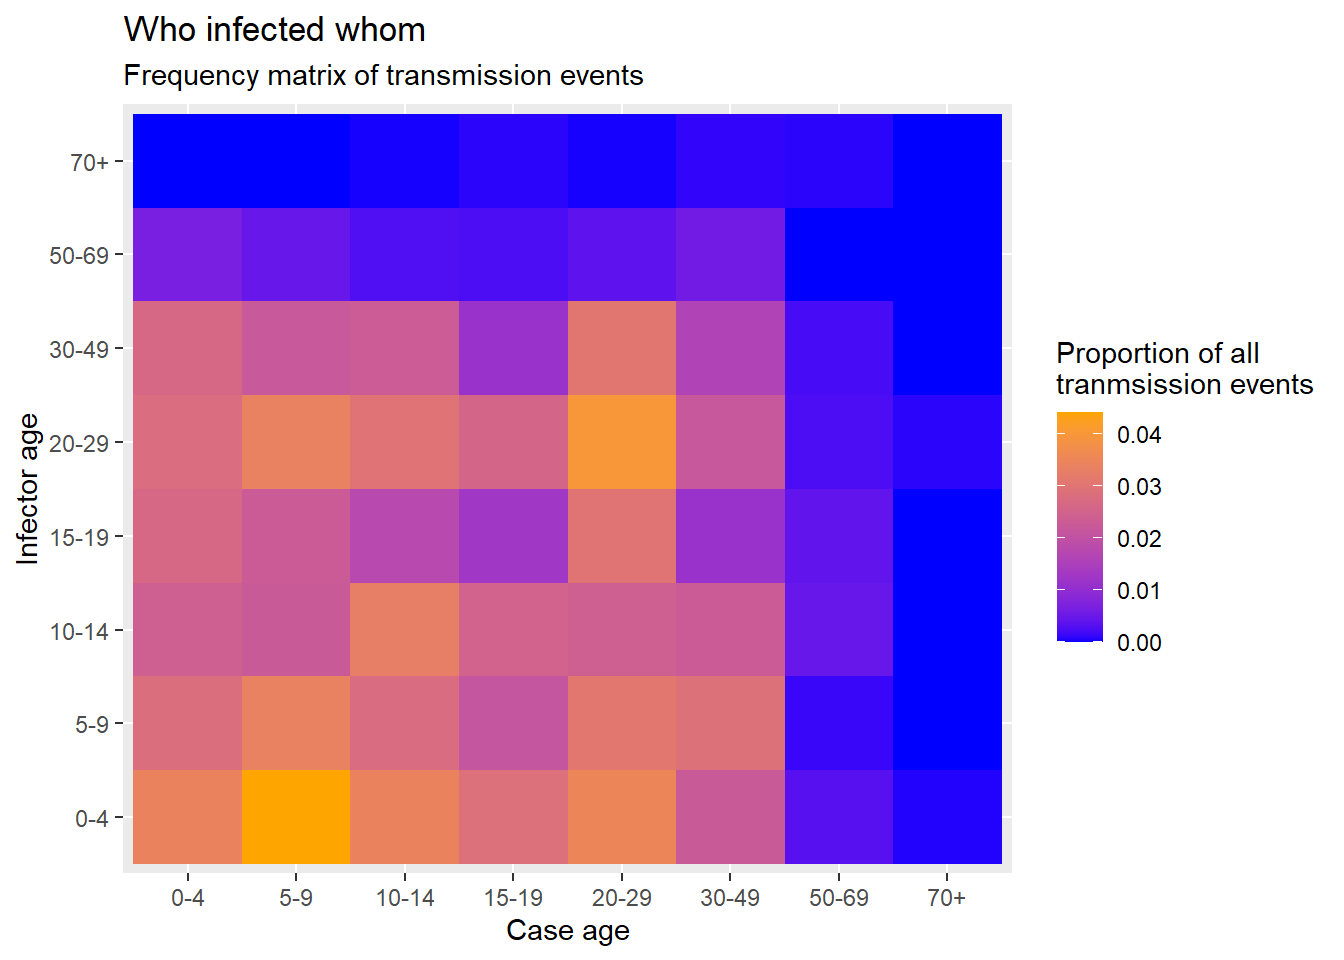 Who infected whom
Frequency matrix of transmission events
70+
50-69
30-49
20-29
15-19
10-14
5-9
0-4
Infector age
0-4 5-9 10-14 15-19 20-29 30-49 50-69 70+
Case age
Proportion of all
tranmsission events
0.04
0.03
0.02
0.01
0.00